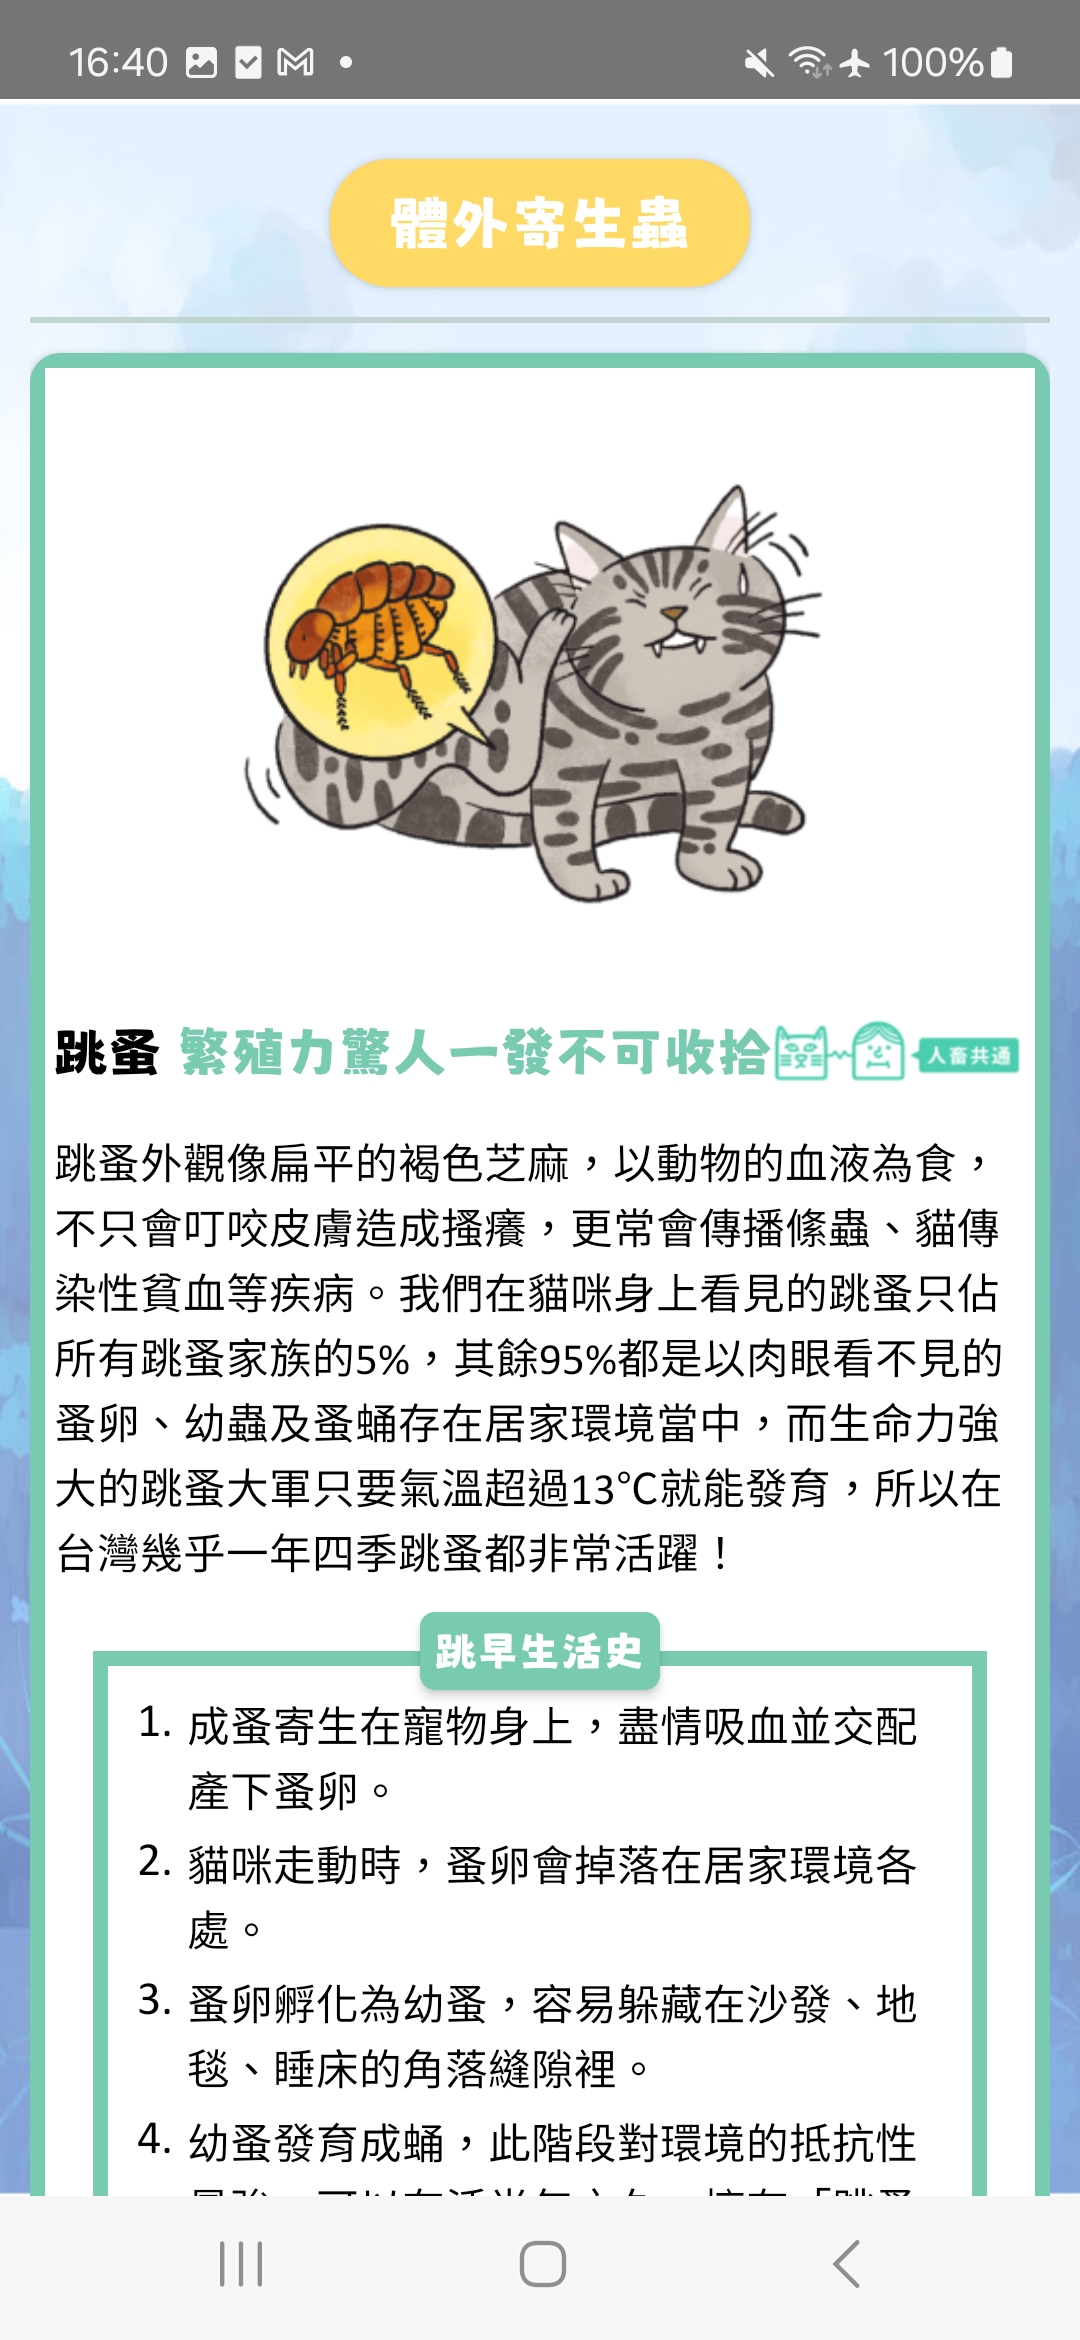 16:40
100%
體外寄生蟲
跳蚤 繁殖力驚人一發不可收拾 人畜共通
跳蚤外觀像扁平的褐色芝麻，以動物的血液為食，
不只會叮咬皮膚造成搔癢，更常會傳播絛蟲、貓傳
染性貧血等疾病。我們在貓咪身上看見的跳蚤只佔
所有跳蚤家族的5%，其餘95%都是以肉眼看不見的
蚤卵、幼蟲及蚤蛹存在居家環境當中，而生命力強
大的跳蚤大軍只要氣溫超過13°C就能發育，所以在
台灣幾乎一年四季跳蚤都非常活躍！
跳早生活史
1. 成蚤寄生在寵物身上，盡情吸血並交配
產下蚤卵。
2. 貓咪走動時，蚤卵會掉落在居家環境各
處。
3. 蚤卵孵化為幼蚤，容易躲藏在沙發、地
毯、睡床的角落縫隙裡。
4. 幼蚤發育成蛹，此階段對環境的抵抗性